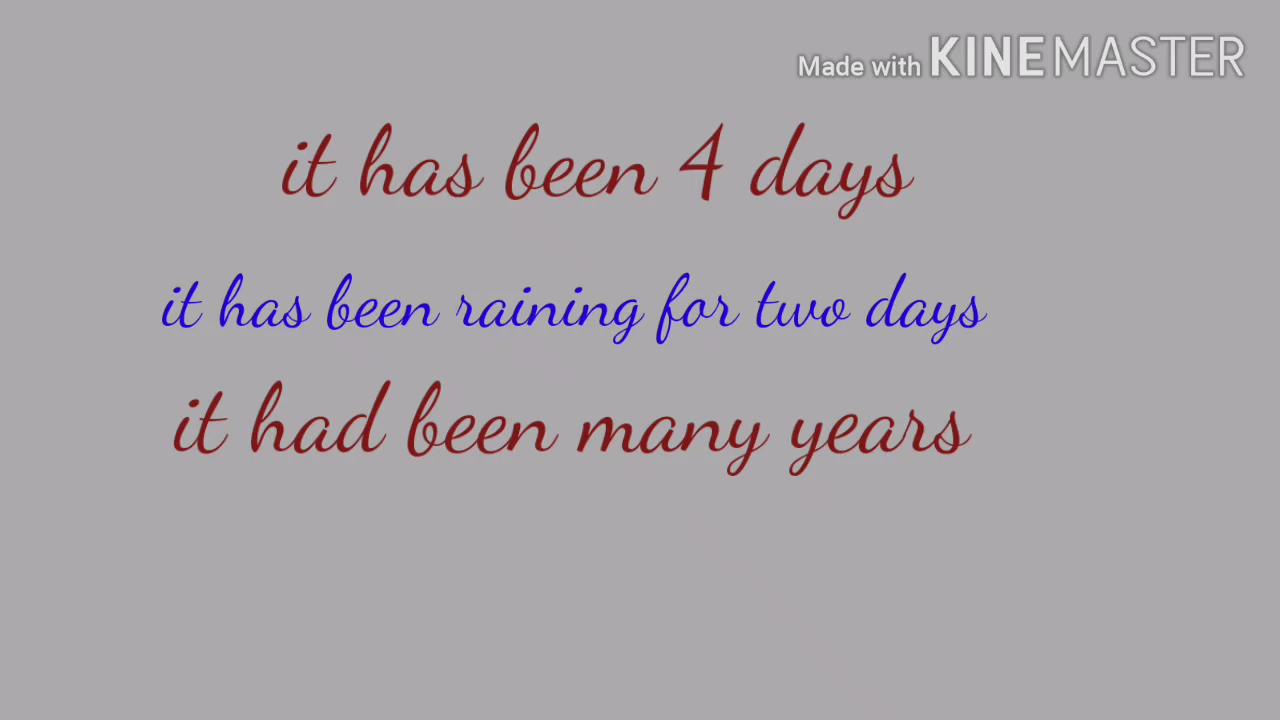 Made with KINEMASTER
it has been 4 days
it has been raining for two days
it had been many years